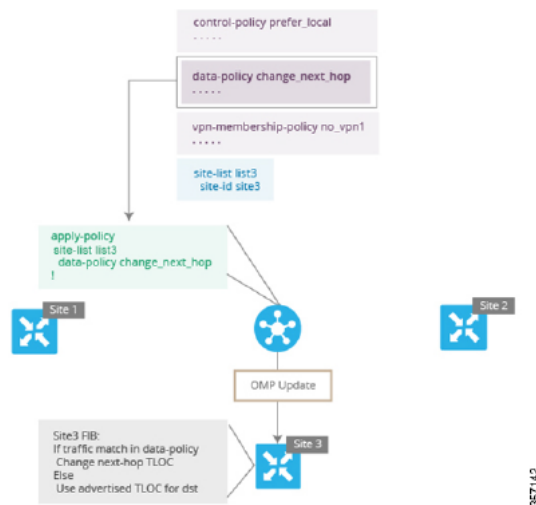 control-policy prefer_local
. . . . .
data-policy change_next_hop
. . . . .
vpn-membership-policy no_vpn1
. . . . .
site-list list3
site-id site3
apply-policy
site-list list3
data-policy change_next_hop
!
Site 1
Site 2
OMP Update
Site 3
Site3 FIB:
If traffic match in data-policy
Change next-hop TLOC
Else
Use advertised TLOC for dst
357142